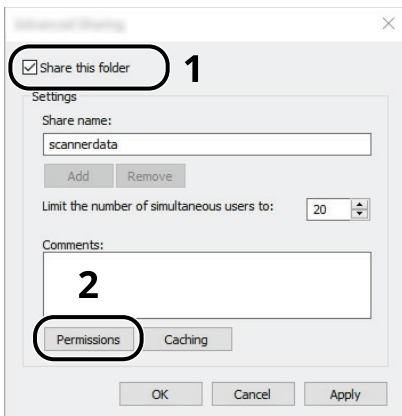 Share this folder 1
Settings
Share name:
scannerdata
Add Remove
Limit the number of simultaneous users to: 20
Comments:
2
Permissions Caching
OK Cancel Apply